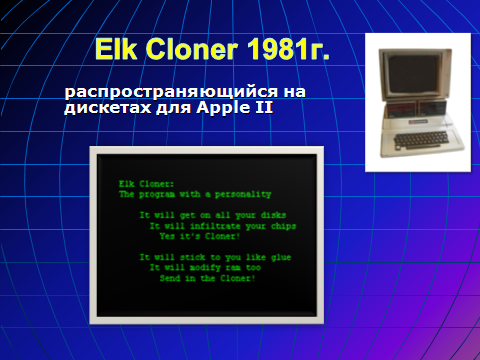 Elk Cloner 1981г.
распространяющийся на
дискетах для Apple II
Elk Cloner:
The program with a personality
It will get on all your disks
It will infiltrate your chips
Yes it's Cloner!
It will stick to you like glue
It will modify ram too
Send in the Cloner!